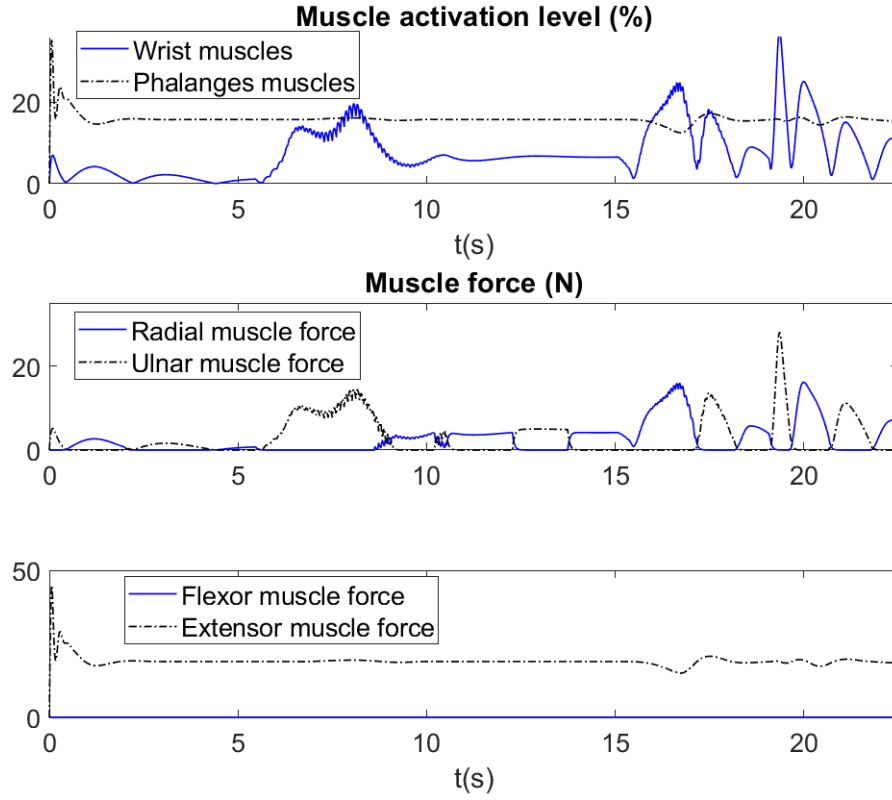 Muscle activation level (%)
Wrist muscles
Phalanges muscles
20
0
0 5 10 15 20
t(s)
Muscle force (N)
Radial muscle force
Ulnar muscle force
20
0
0 5 10 15 20
50
Flexor muscle force
Extensor muscle force
0
0 5 10 15 20
t(s)